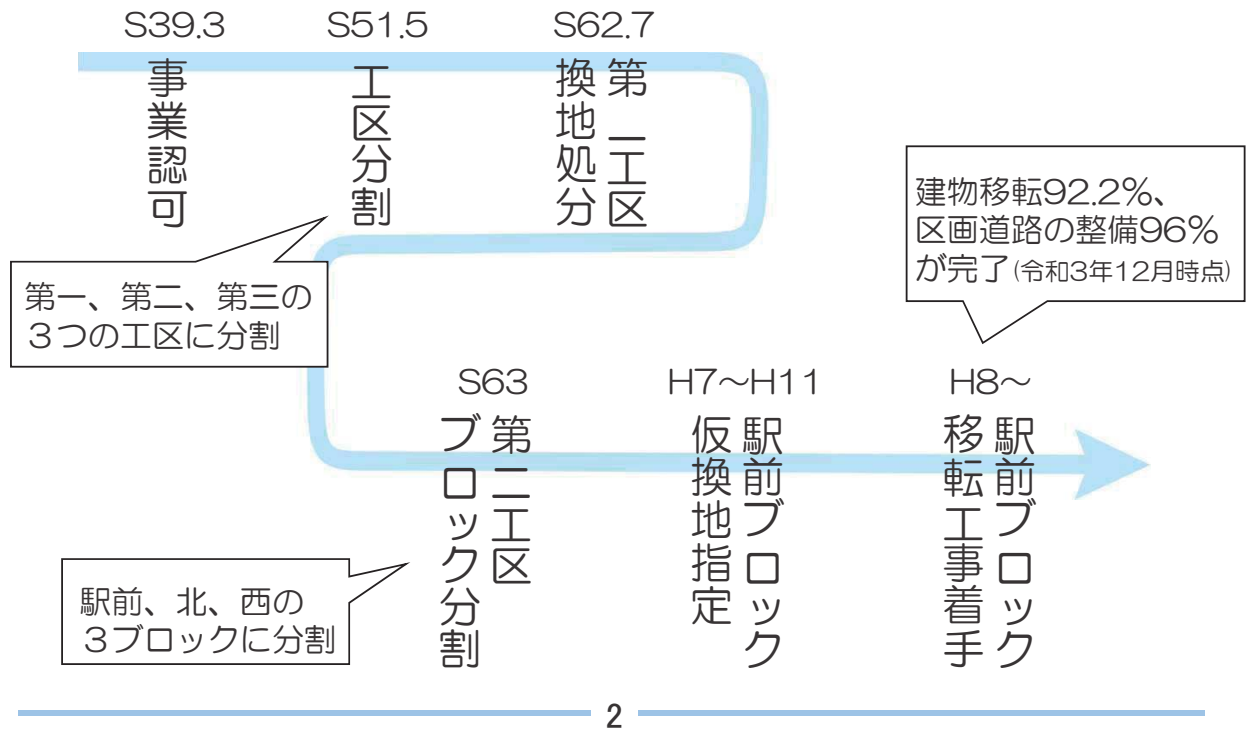 S39.3
事業認可
S51.5
工区分割
第一、第二、第三の
3つの工区に分割
S62.7
第一工区
換地処分
S63
第二工区
ブロック分割
駅前、北、西の
3ブロックに分割
H7～H11
駅前ブロック
仮換地指定
H8～
駅前ブロック
移転工事着手
建物移転92.2%、
区画道路の整備96%
が完了(令和3年12月時点)
2